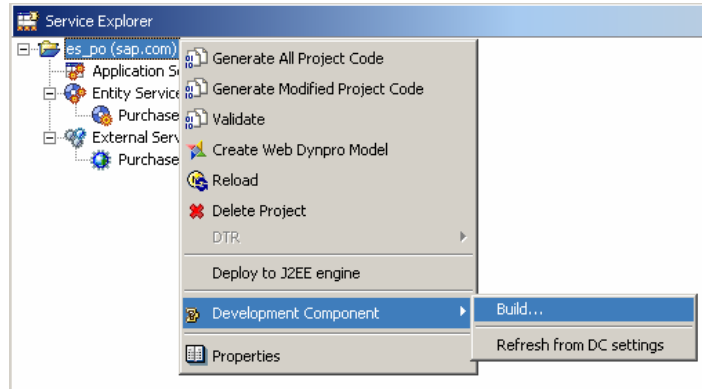 Service Explorer
es_po (sap.com)
Application S
Entity Service
Purchase
External Serv
Purchase
Generate All Project Code
Generate Modified Project Code
Validate
Create Web Dynpro Model
Reload
Delete Project
DTR
Deploy to J2EE engine
Development Component
Properties
Build...
Refresh from DC settings